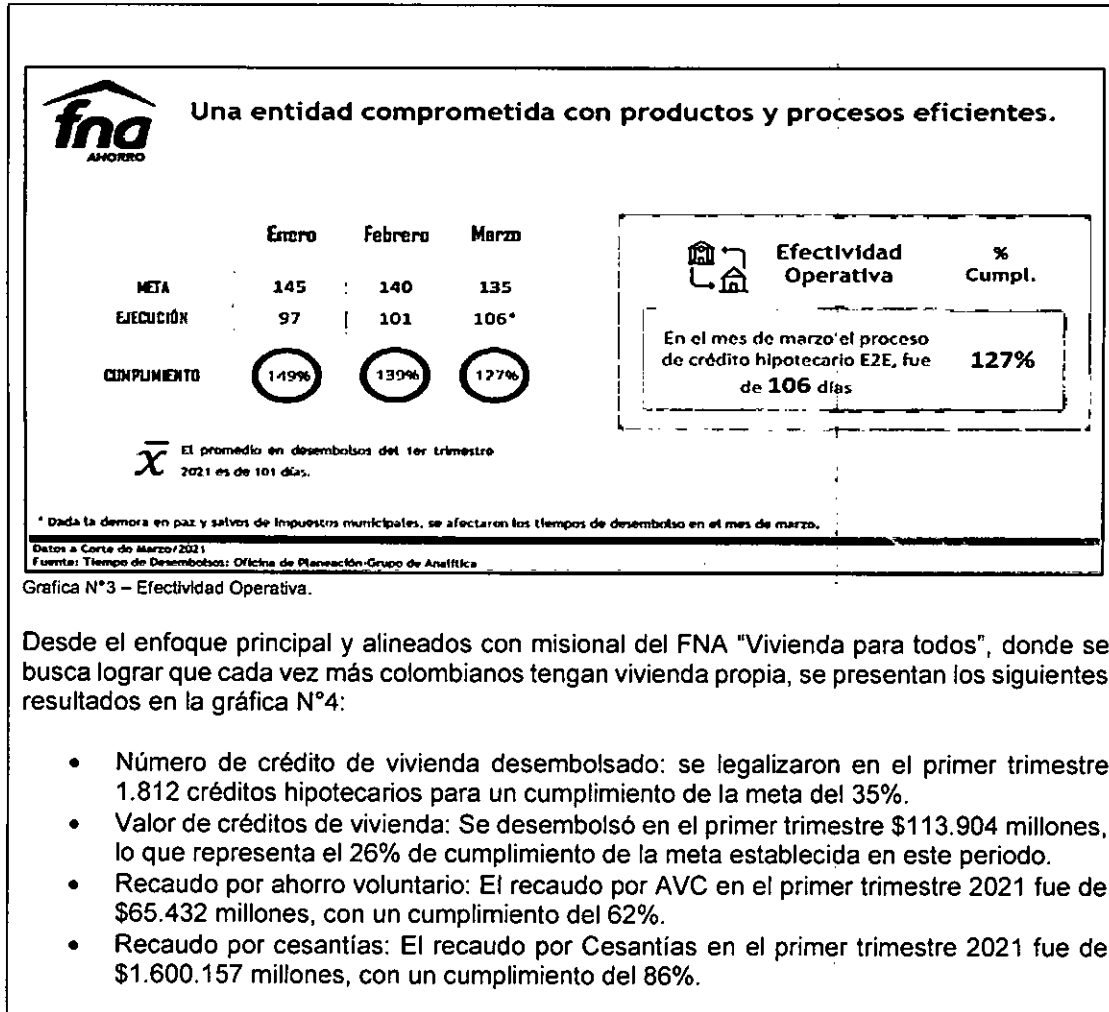 fna
AHORRO
Una entidad comprometida con productos y procesos eficientes.
Enero Febrero Marzo
META 145 140 135
EJECUCIÓN 97 101 106*
CUMPLIMIENTO 149% 139% 127%
x̄ El promedio en desembolsos del 1er trimestre
2021 es de 101 días.
Efectividad
Operativa
%
Cumpl.
En el mes de marzo el proceso
de crédito hipotecario E2E, fue
de 106 días
127%
* Dada la demora en paz y salvos de impuestos municipales, se afectaron los tiempos de desembolso en el mes de marzo.
Datos a Corte de Marzo/2021
Fuente: Tiempo de Desembolsos: Oficina de Planeación-Grupo de Analítica
Grafica N°3 – Efectividad Operativa.
Desde el enfoque principal y alineados con misional del FNA "Vivienda para todos", donde se
busca lograr que cada vez más colombianos tengan vivienda propia, se presentan los siguientes
resultados en la gráfica N°4:
• Número de crédito de vivienda desembolsado: se legalizaron en el primer trimestre
1.812 créditos hipotecarios para un cumplimiento de la meta del 35%.
• Valor de créditos de vivienda: Se desembolsó en el primer trimestre $113.904 millones,
lo que representa el 26% de cumplimiento de la meta establecida en este periodo.
• Recaudo por ahorro voluntario: El recaudo por AVC en el primer trimestre 2021 fue de
$65.432 millones, con un cumplimiento del 62%.
• Recaudo por cesantías: El recaudo por Cesantías en el primer trimestre 2021 fue de
$1.600.157 millones, con un cumplimiento del 86%.